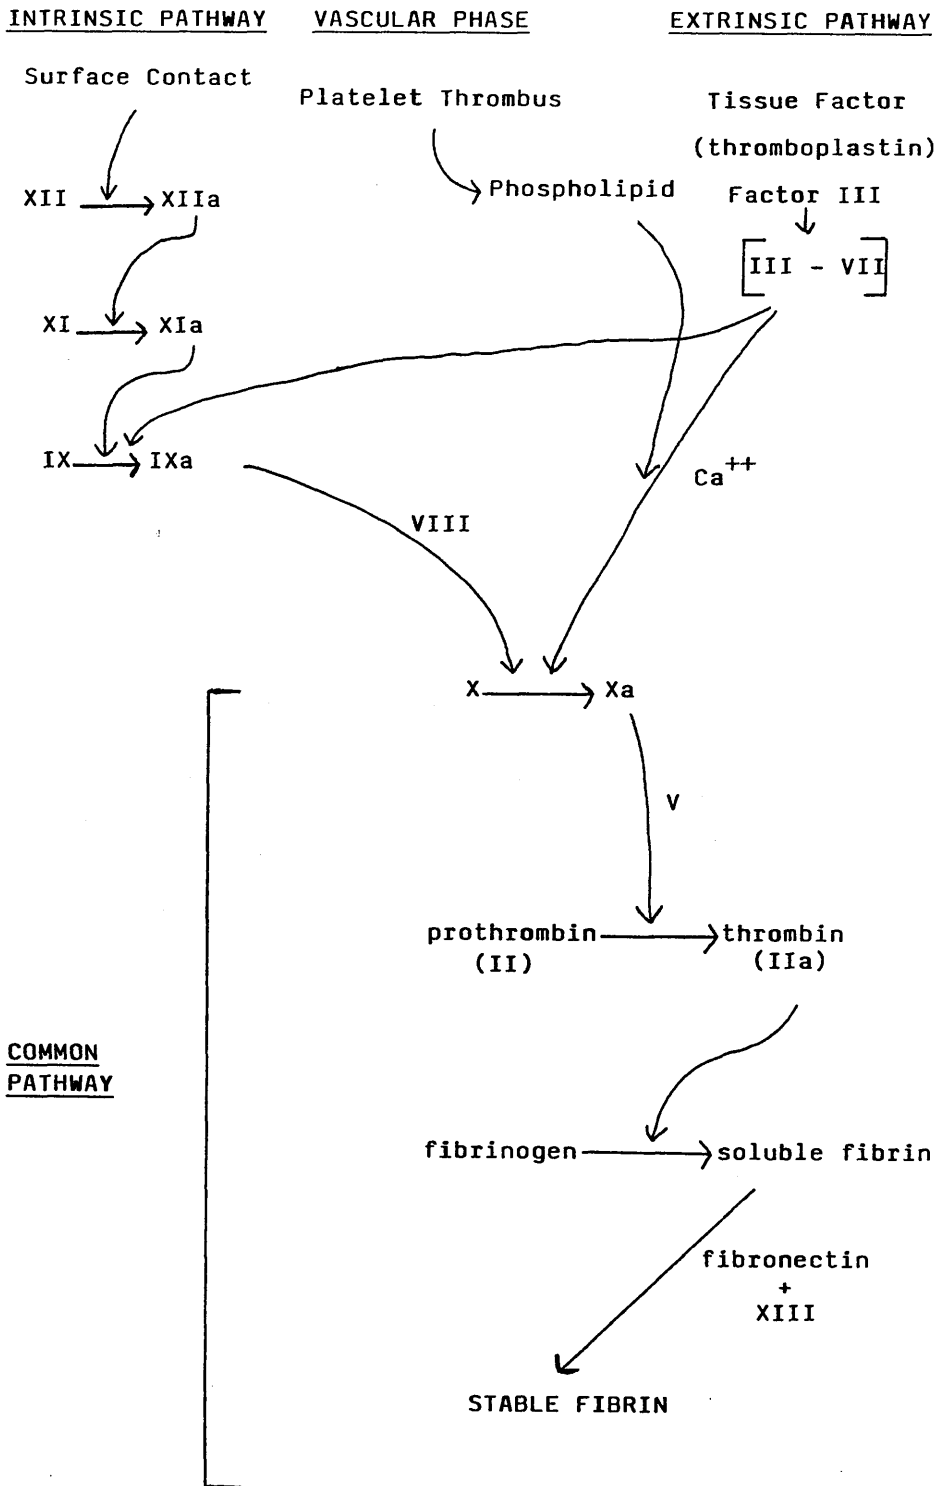 INTRINSIC PATHWAY
VASCULAR PHASE
EXTRINSIC PATHWAY
Surface Contact
Platelet Thrombus
Tissue Factor
(thromboplastin)
Phospholipid
Factor III
XII
XIIa
[III - VII]
XI
XIa
IX
IXa
Ca++
VIII
X
Xa
V
prothrombin
(II)
thrombin
(IIa)
COMMON
PATHWAY
fibrinogen
soluble fibrin
fibronectin
+
XIII
STABLE FIBRIN